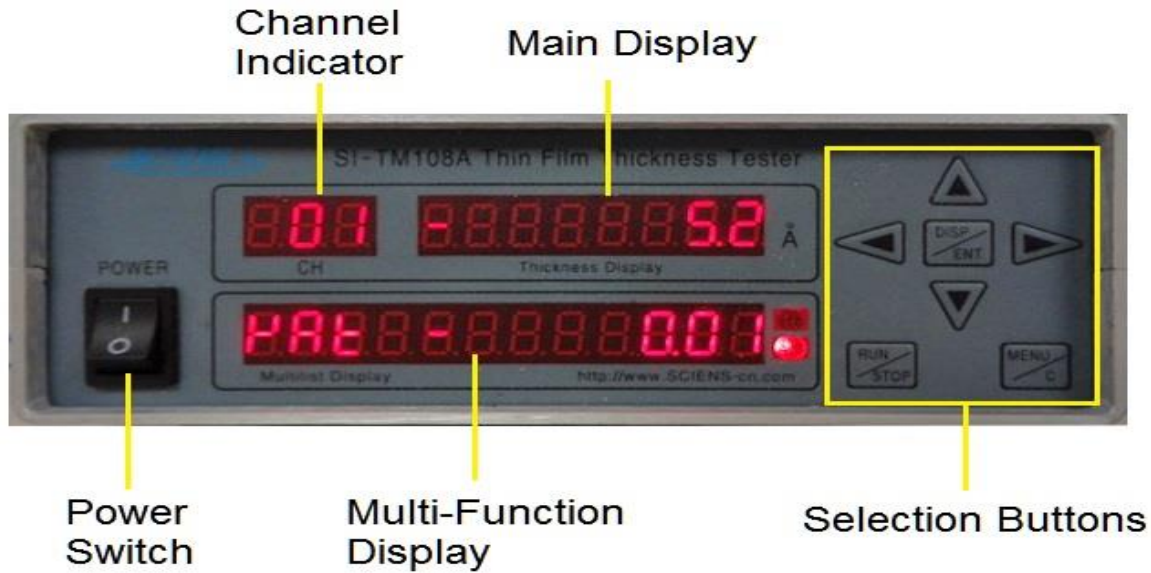 Channel
Indicator
Main Display
SI-TM108A Thin Film Thickness Tester
01
- 5.2
Å
CH
Thickness Display
POWER
I
O
rAt - 0.01
Multilist Display
http://www.SCIENS-cn.com
DISP
ENT
RUN
STOP
MENU
C
Power
Switch
Multi-Function
Display
Selection Buttons